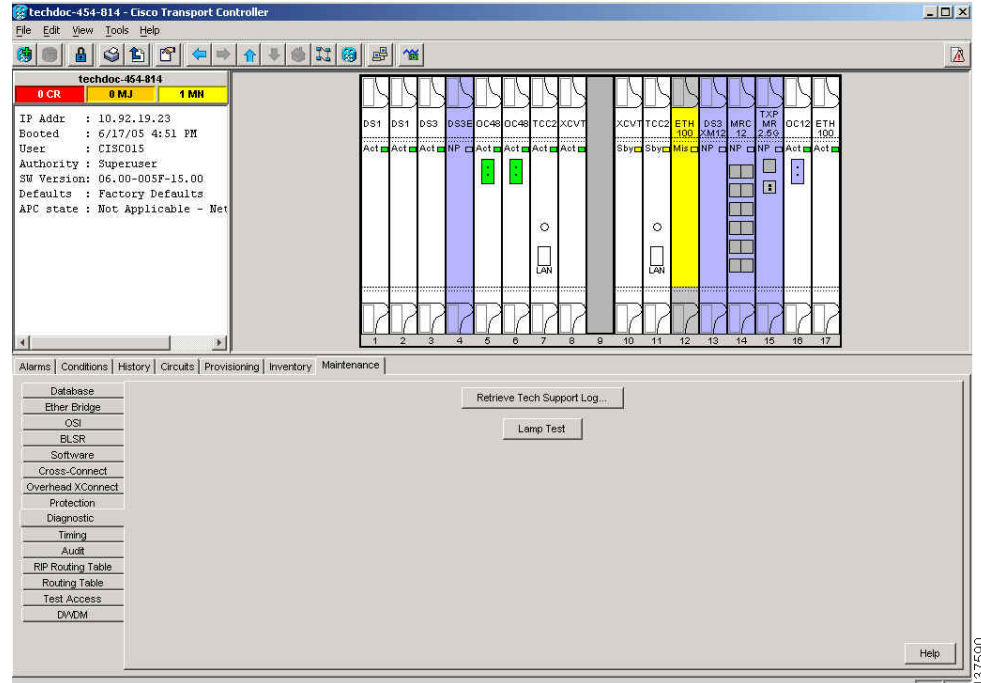 techdoc-454-814 - Cisco Transport Controller
File Edit View Tools Help
techdoc-454-814
0 CR 0 MJ 1 MN
IP Addr : 10.92.19.23
Booted : 6/17/05 4:51 PM
User : CISCO15
Authority : Superuser
SW Version: 06.00-005F-15.00
Defaults : Factory Defaults
APC state : Not Applicable - Net
DS1 DS1 DS3 DS3E OC48 OC48 TCC2 XCVT XCVT TCC2 ETH 100 DS3 XM12 MRC 12 TXP MR 2.5G OC12 ETH 100
Act Act Act NP Act Act Act Act Sby Sby Mis NP NP NP Act Act
LAN LAN
1 2 3 4 5 6 7 8 9 10 11 12 13 14 15 16 17
Alarms Conditions History Circuits Provisioning Inventory Maintenance
Database
Ether Bridge
OSI
BLSR
Software
Cross-Connect
Overhead XConnect
Protection
Diagnostic
Timing
Audit
RIP Routing Table
Routing Table
Test Access
DWDM
Retrieve Tech Support Log...
Lamp Test
Help
137590